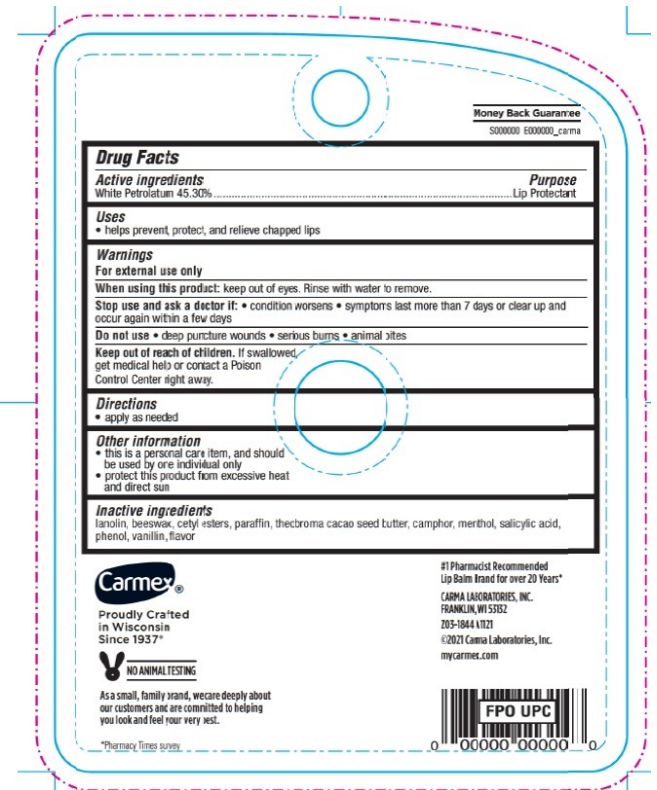 Money Back Guarantee
S000000 E000000_carma
Drug Facts
Active ingredients Purpose
White Petrolatum 45.30%......Lip Protectant
Uses
• helps prevent, protect, and relieve chapped lips
Warnings
For external use only
When using this product: keep out of eyes. Rinse with water to remove.
Stop use and ask a doctor if: • condition worsens • symptoms last more than 7 days or clear up and
occur again within a few days
Do not use • deep puncture wounds • serious burns • animal bites
Keep out of reach of children. If swallowed,
get medical help or contact a Poison
Control Center right away.
Directions
• apply as needed
Other information
• this is a personal care item, and should
be used by one individual only
• protect this product from excessive heat
and direct sun
Inactive ingredients
lanolin, beeswax, cetyl esters, paraffin, theobroma cacao seed butter, camphor, menthol, salicylic acid,
phenol, vanillin, flavor
Carmex®
Proudly Crafted
in Wisconsin
Since 1937*
NO ANIMAL TESTING
As a small, family brand, we care deeply about
our customers and are committed to helping
you look and feel your very best.
*Pharmacy Times survey
#1 Pharmacist Recommended
Lip Balm Brand for over 20 Years*
CARMA LABORATORIES, INC.
FRANKLIN, WI 53132
Z03-1844 A1121
©2021 Carma Laboratories, Inc.
mycarmex.com
FPO UPC
0 00000 00000 0